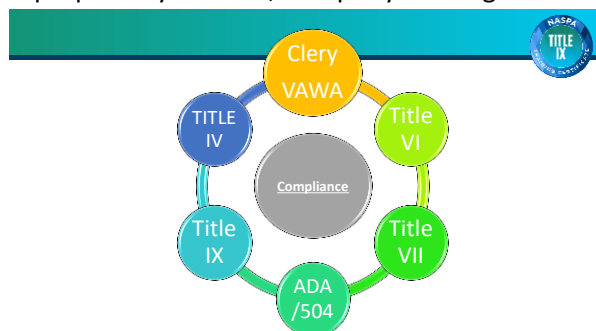 NASPA
TITLE
IX
Clery
VAWA
TITLE
IV
Title
VI
Compliance
Title
IX
Title
VII
ADA
/504